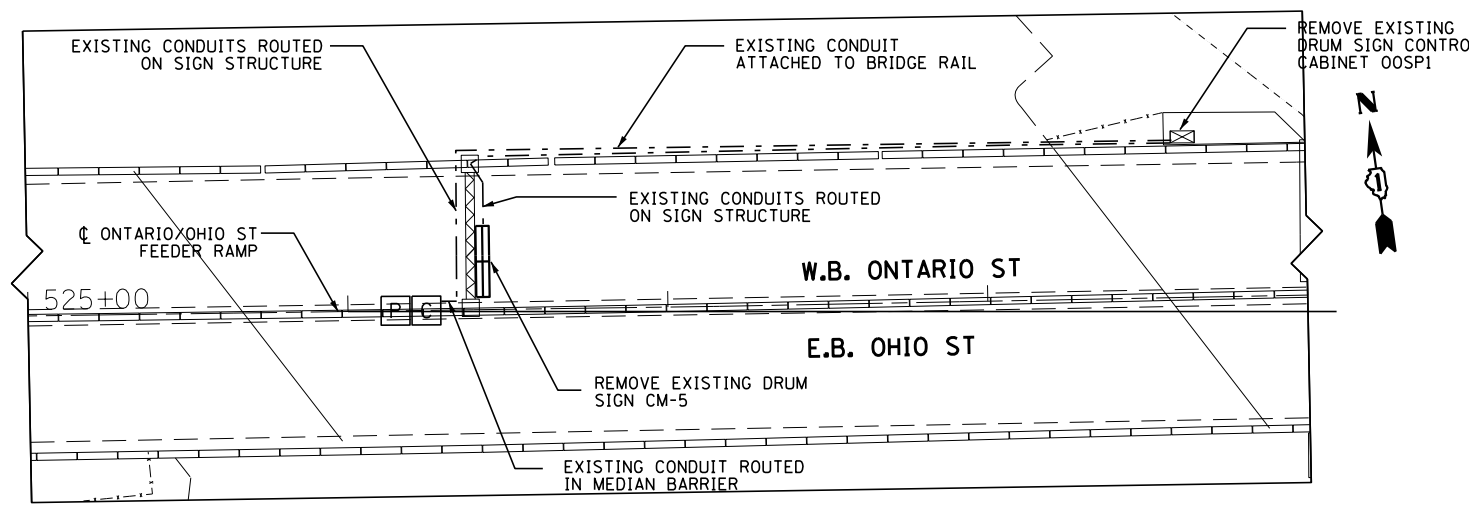 EXISTING CONDUITS ROUTED
ON SIGN STRUCTURE
EXISTING CONDUIT
ATTACHED TO BRIDGE RAIL
REMOVE EXISTING
DRUM SIGN CONTRO
CABINET OOSP1
N
1
EXISTING CONDUITS ROUTED
ON SIGN STRUCTURE
℄ ONTARIO/OHIO ST
FEEDER RAMP
W.B. ONTARIO ST
525+00
P C
E.B. OHIO ST
REMOVE EXISTING DRUM
SIGN CM-5
EXISTING CONDUIT ROUTED
IN MEDIAN BARRIER